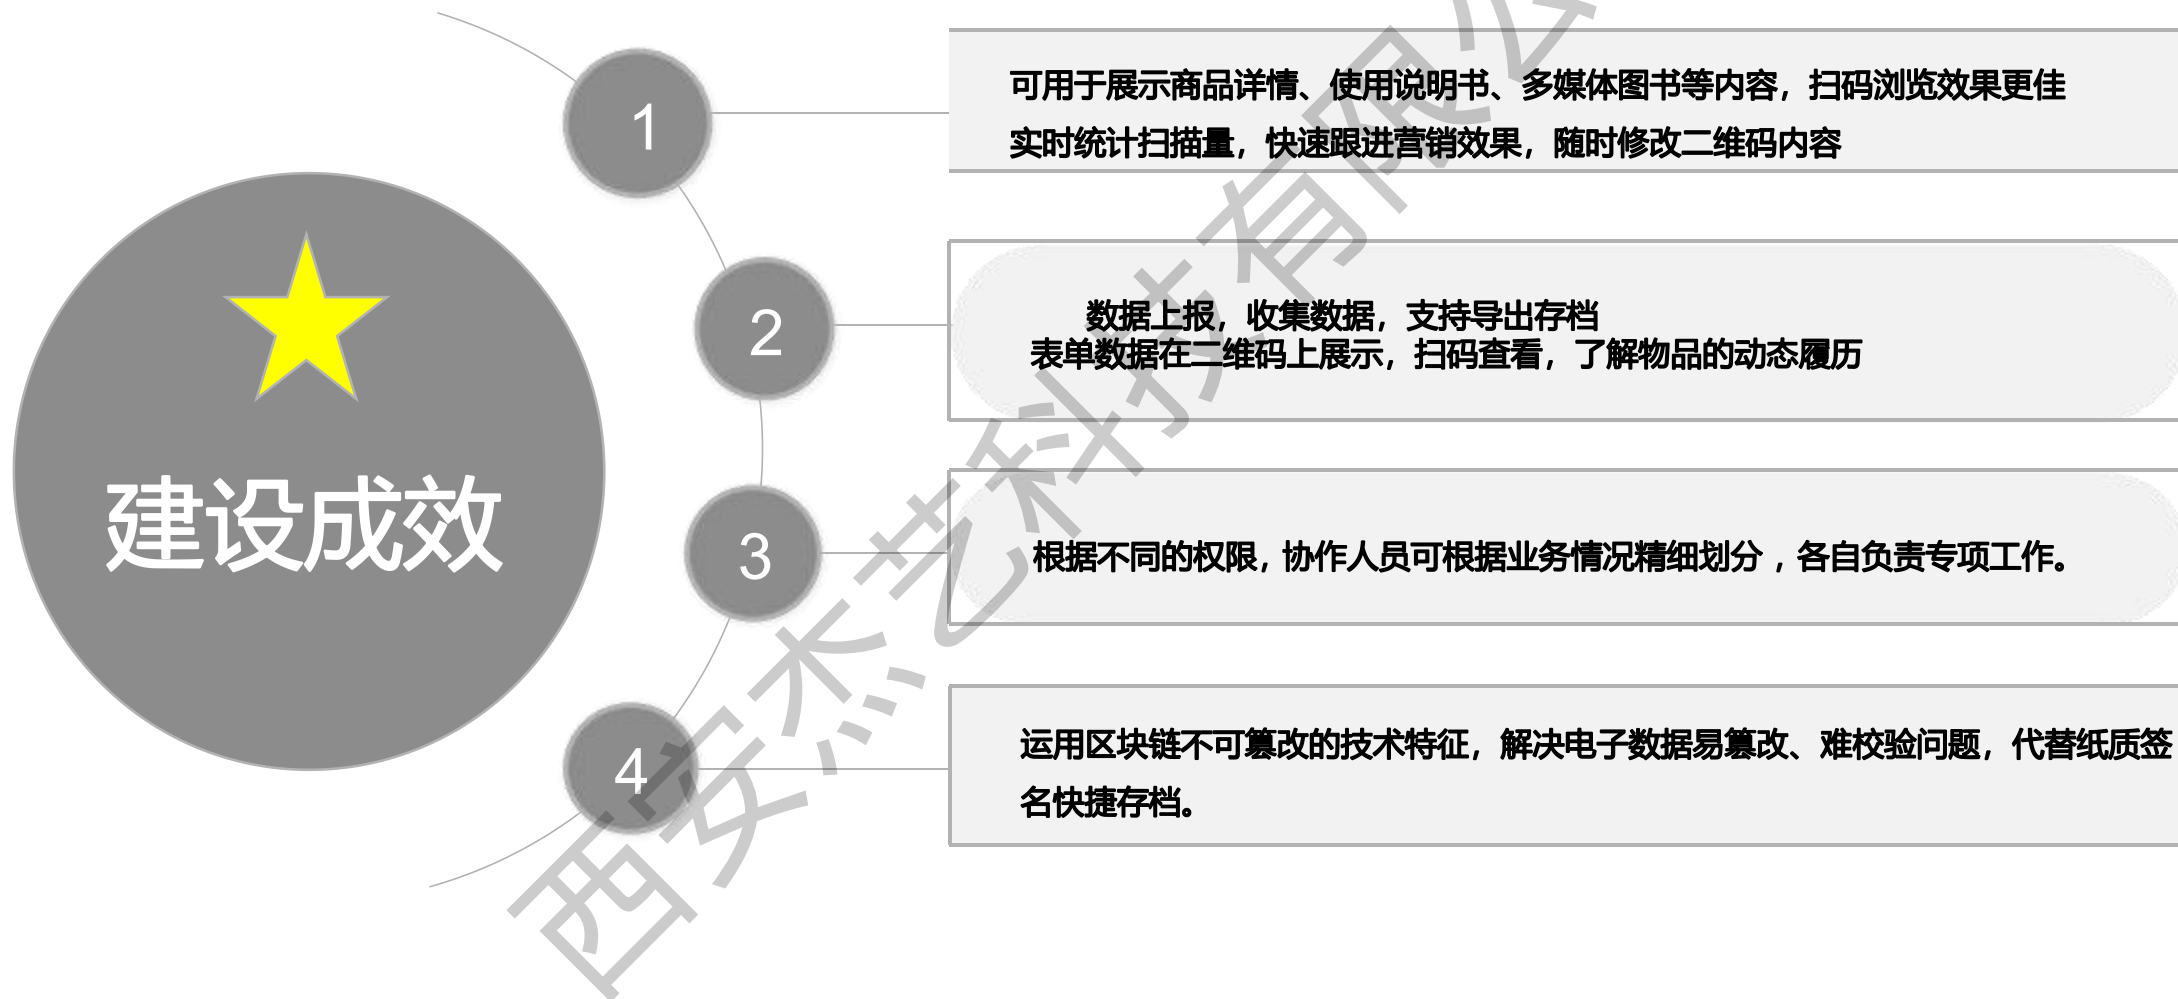 建设成效
1
可用于展示商品详情、使用说明书、多媒体图书等内容，扫码浏览效果更佳
实时统计扫描量，快速跟进营销效果，随时修改二维码内容
2
数据上报，收集数据，支持导出存档
表单数据在二维码上展示，扫码查看，了解物品的动态履历
3
根据不同的权限，协作人员可根据业务情况精细划分，各自负责专项工作。
4
运用区块链不可篡改的技术特征，解决电子数据易篡改、难校验问题，代替纸质签
名快捷存档。
西安杰艺科技有限公